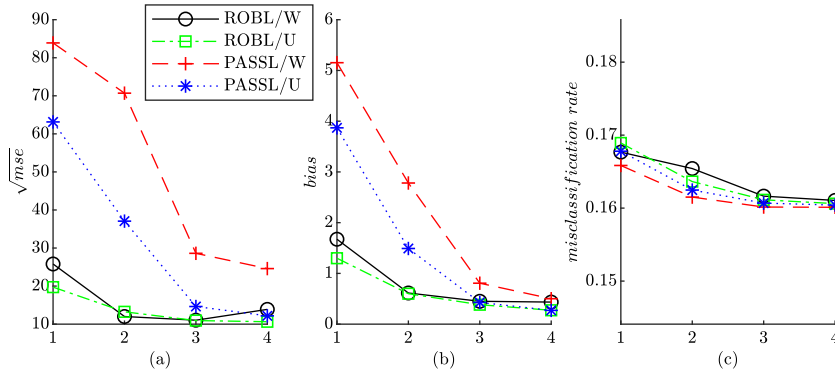 ROBL/W
ROBL/U
PASSL/W
PASSL/U
90
80
70
60
50
40
30
20
10
√mse
1 2 3 4
(a)
6
5
4
3
2
1
0
bias
1 2 3 4
(b)
0.18
0.17
0.16
0.15
misclassification rate
1 2 3 4
(c)